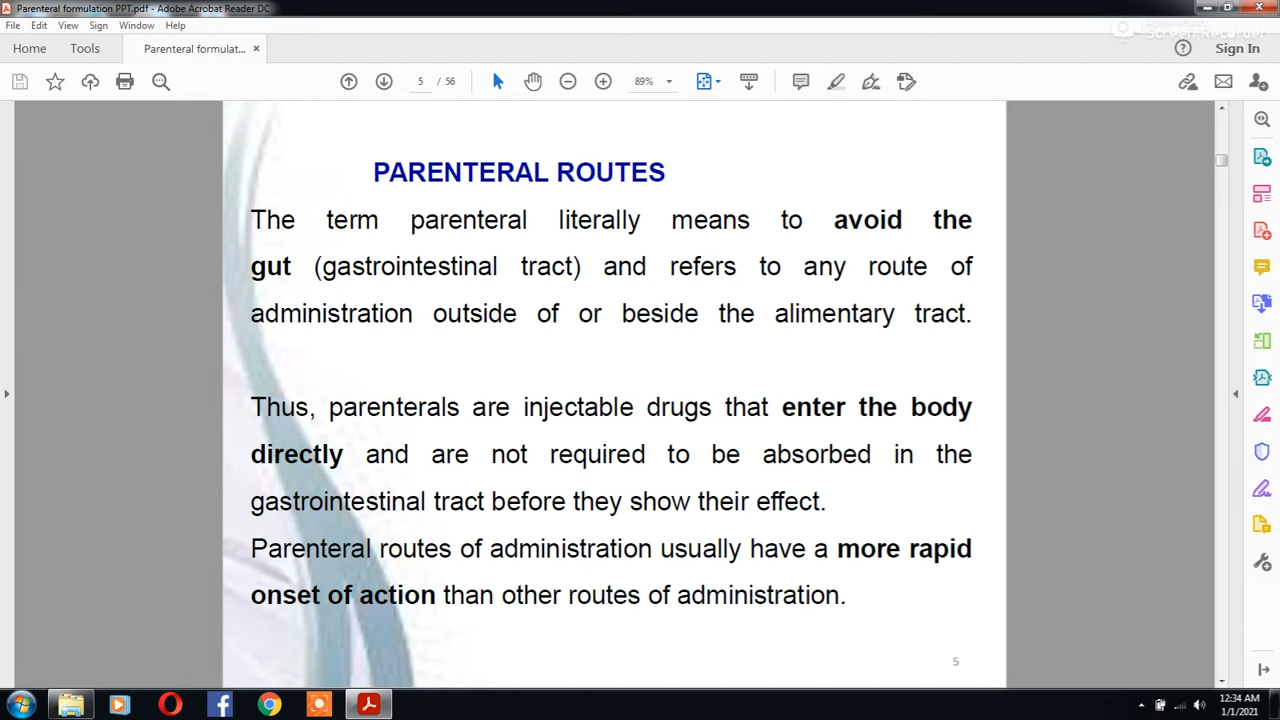 Parenteral formulation PPT.pdf - Adobe Acrobat Reader DC
File Edit View Sign Window Help
Screen Recorder
Home Tools Parenteral formulat... Sign In
5 / 56 89%
PARENTERAL ROUTES
The term parenteral literally means to avoid the
gut (gastrointestinal tract) and refers to any route of
administration outside of or beside the alimentary tract.
Thus, parenterals are injectable drugs that enter the body
directly and are not required to be absorbed in the
gastrointestinal tract before they show their effect.
Parenteral routes of administration usually have a more rapid
onset of action than other routes of administration.
5
12:34 AM
1/1/2021